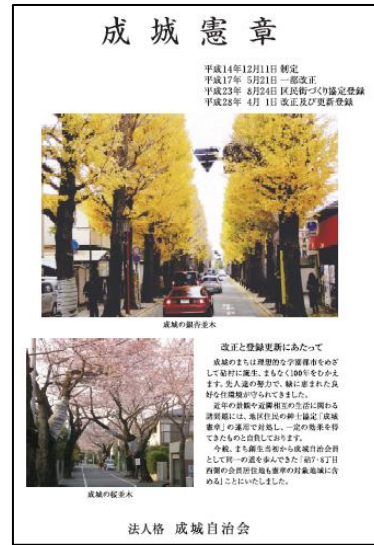 成城憲章
平成14年12月11日 制定
平成17年 5月21日 一部改正
平成23年 8月24日 区民街づくり協定登録
平成28年 4月 1日 改正及び更新登録
成城の銀杏並木
改正と登録更新にあたって
成城のまちは理想的な学園都市をめざ
して砧村に誕生、まもなく100年をむかえ
ます。先人達の努力で、緑に恵まれた良
好な住環境が守られてきました。
近年の景観や近隣相互の生活に関わる
諸問題には、地区住民の紳士協定「成城
憲章」の運用で対処し、一定の効果を得
てきたものと自負しております。
今般、まち創生当初から成城自治会員
として同一の道を歩んできた「砧7・8丁目
西側の会員居住地も憲章の対象地域に含
める」ことにいたしました。
成城の桜並木
法人格 成城自治会